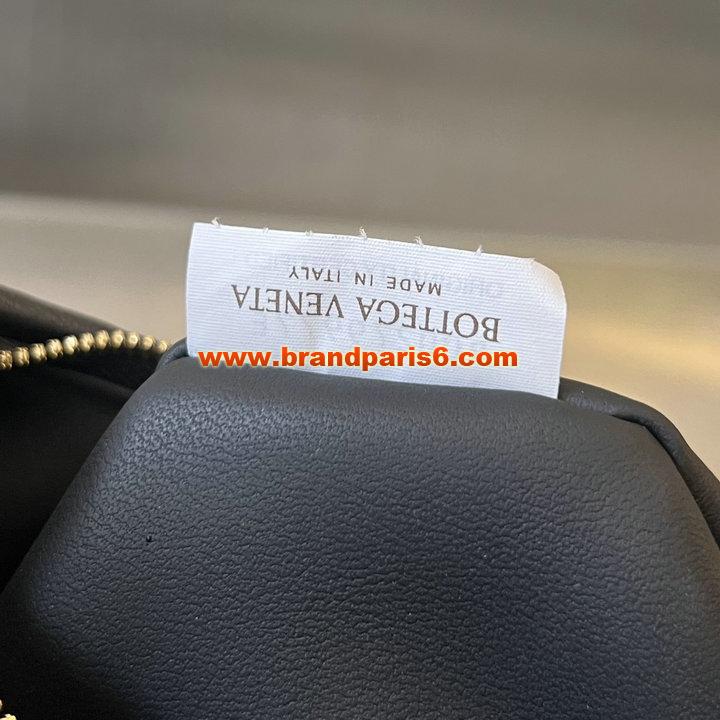 BOTTEGA VENETA
MADE IN ITALY
www.brandparis6.com